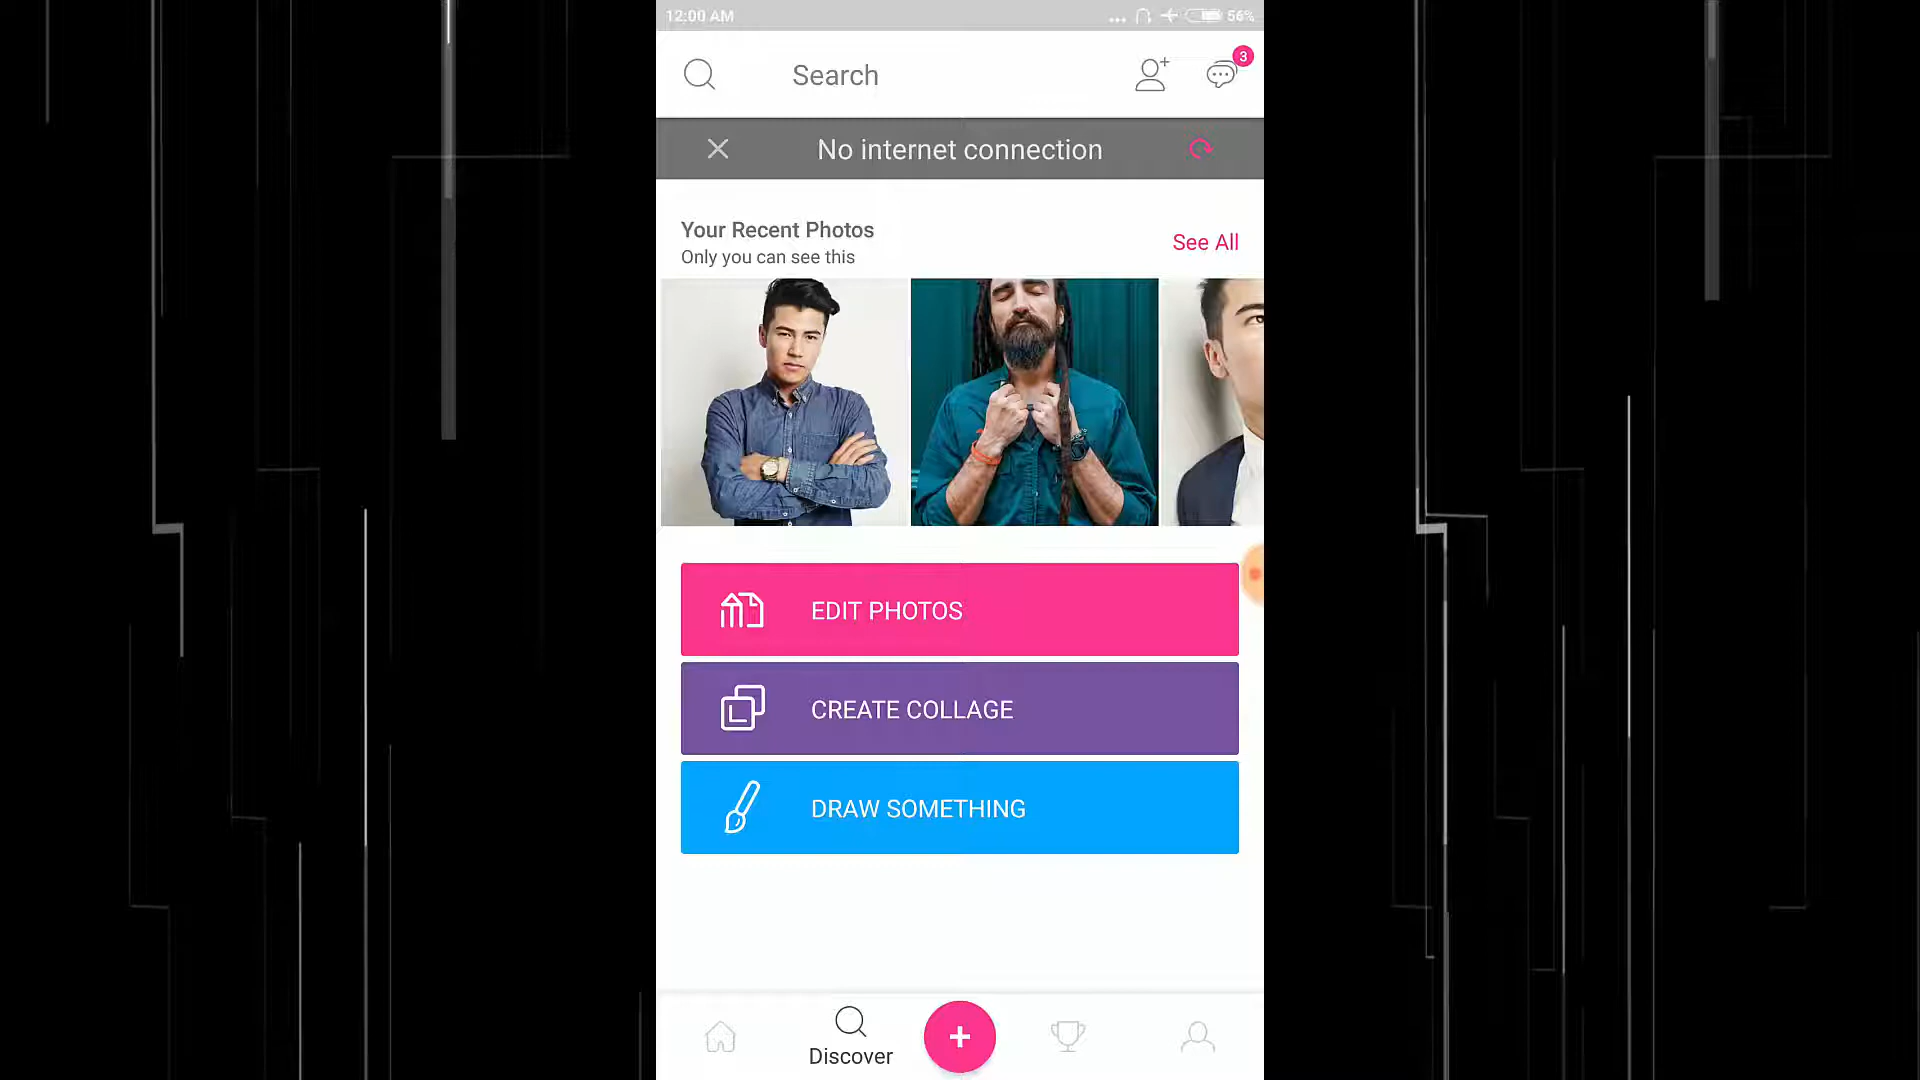 12:00 AM
56%
Search
3
No internet connection
Your Recent Photos
See All
Only you can see this
EDIT PHOTOS
CREATE COLLAGE
DRAW SOMETHING
Discover